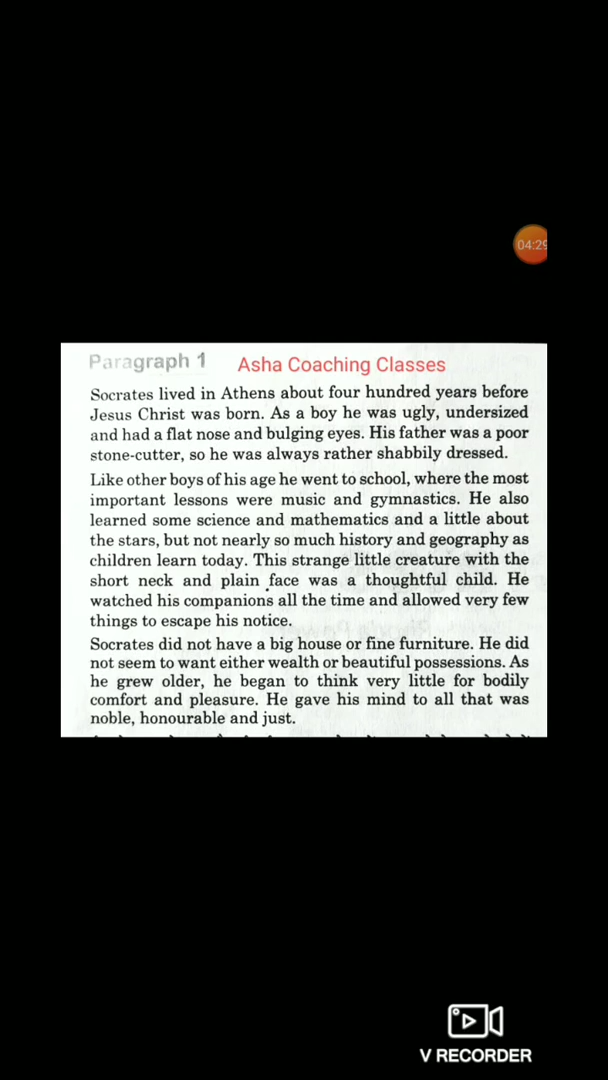 04:29
Paragraph 1 Asha Coaching Classes
Socrates lived in Athens about four hundred years before
Jesus Christ was born. As a boy he was ugly, undersized
and had a flat nose and bulging eyes. His father was a poor
stone-cutter, so he was always rather shabbily dressed.
Like other boys of his age he went to school, where the most
important lessons were music and gymnastics. He also
learned some science and mathematics and a little about
the stars, but not nearly so much history and geography as
children learn today. This strange little creature with the
short neck and plain face was a thoughtful child. He
watched his companions all the time and allowed very few
things to escape his notice.
Socrates did not have a big house or fine furniture. He did
not seem to want either wealth or beautiful possessions. As
he grew older, he began to think very little for bodily
comfort and pleasure. He gave his mind to all that was
noble, honourable and just.
V RECORDER